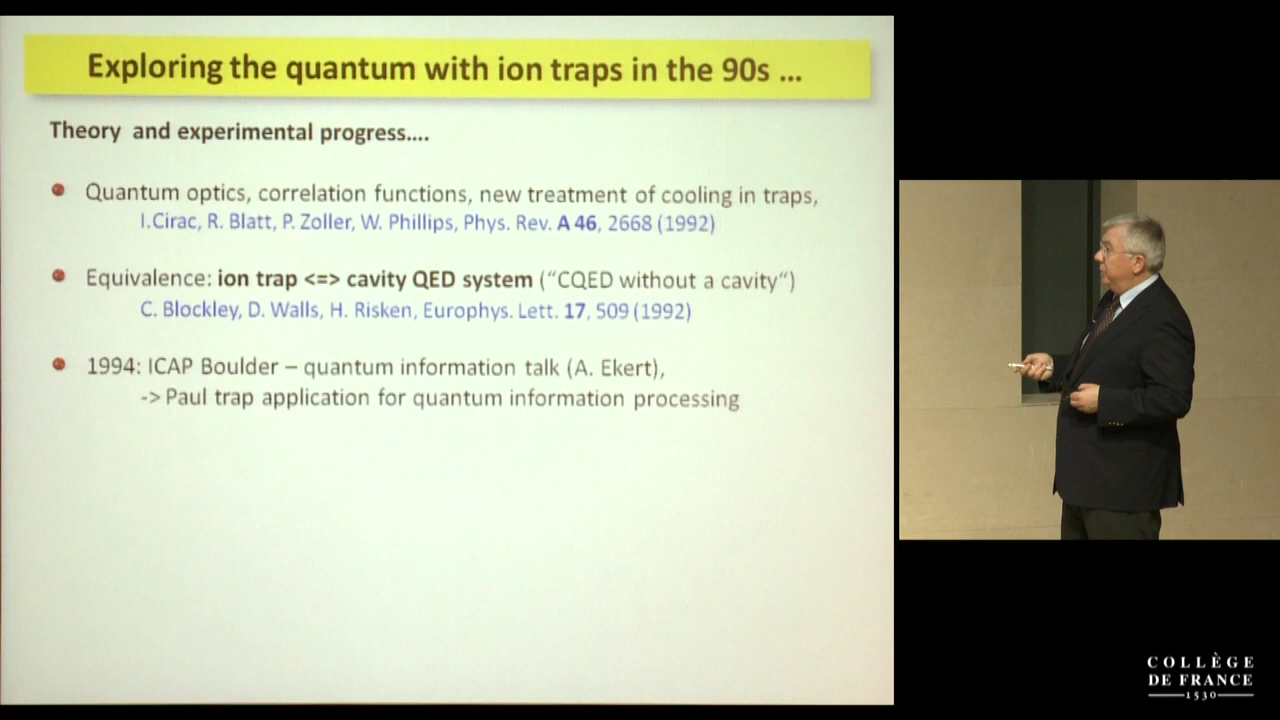 Exploring the quantum with ion traps in the 90s ...
Theory and experimental progress....
Quantum optics, correlation functions, new treatment of cooling in traps,
I.Cirac, R. Blatt, P. Zoller, W. Phillips, Phys. Rev. A 46, 2668 (1992)
Equivalence: ion trap <=> cavity QED system (“CQED without a cavity“)
C. Blockley, D. Walls, H. Risken, Europhys. Lett. 17, 509 (1992)
1994: ICAP Boulder – quantum information talk (A. Ekert),
-> Paul trap application for quantum information processing
COLLÈGE
DE FRANCE
1530